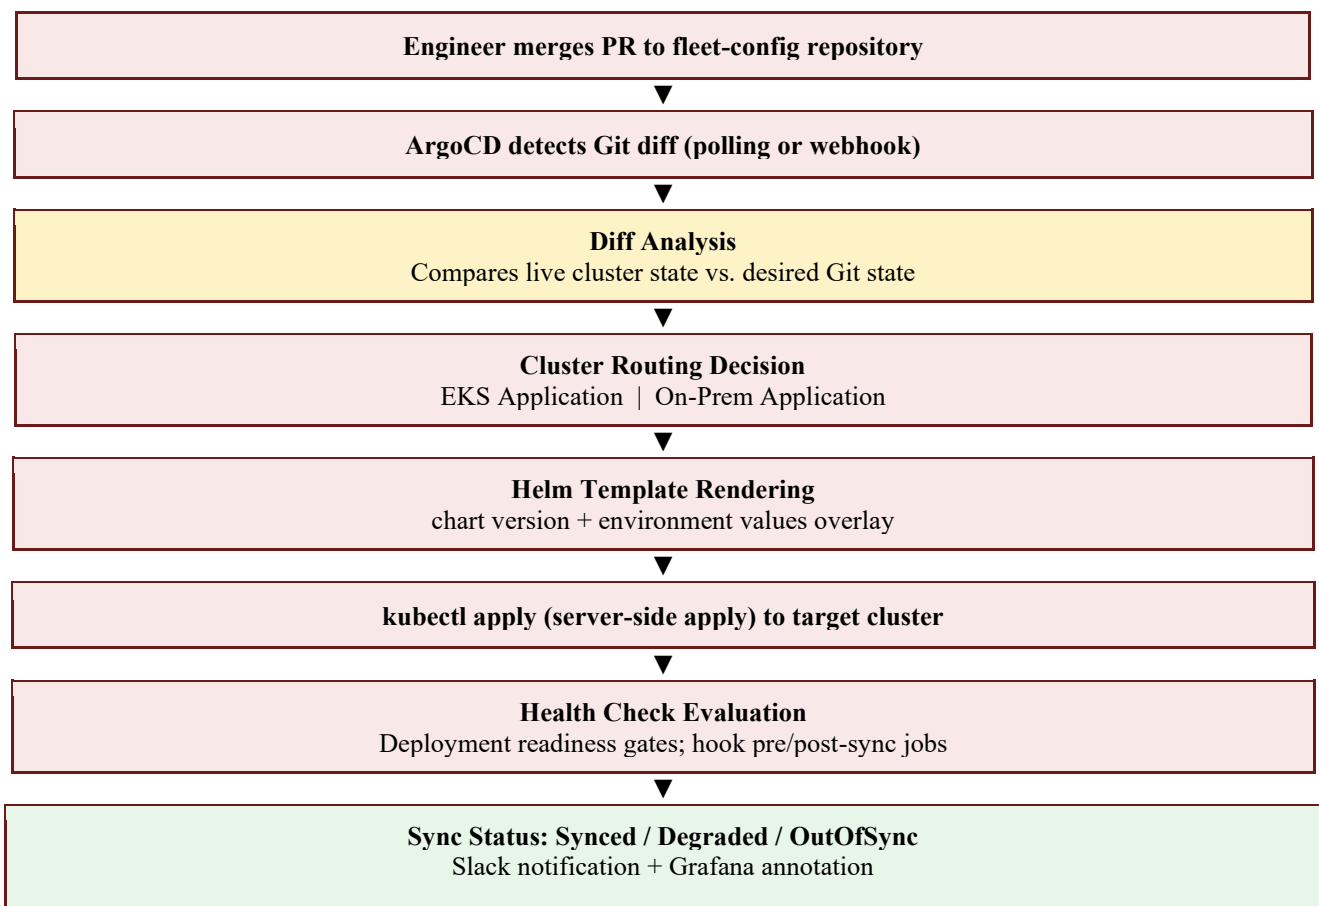 Engineer merges PR to fleet-config repository
▼
ArgoCD detects Git diff (polling or webhook)
▼
Diff Analysis
Compares live cluster state vs. desired Git state
▼
Cluster Routing Decision
EKS Application | On-Prem Application
▼
Helm Template Rendering
chart version + environment values overlay
▼
kubectl apply (server-side apply) to target cluster
▼
Health Check Evaluation
Deployment readiness gates; hook pre/post-sync jobs
▼
Sync Status: Synced / Degraded / OutOfSync
Slack notification + Grafana annotation